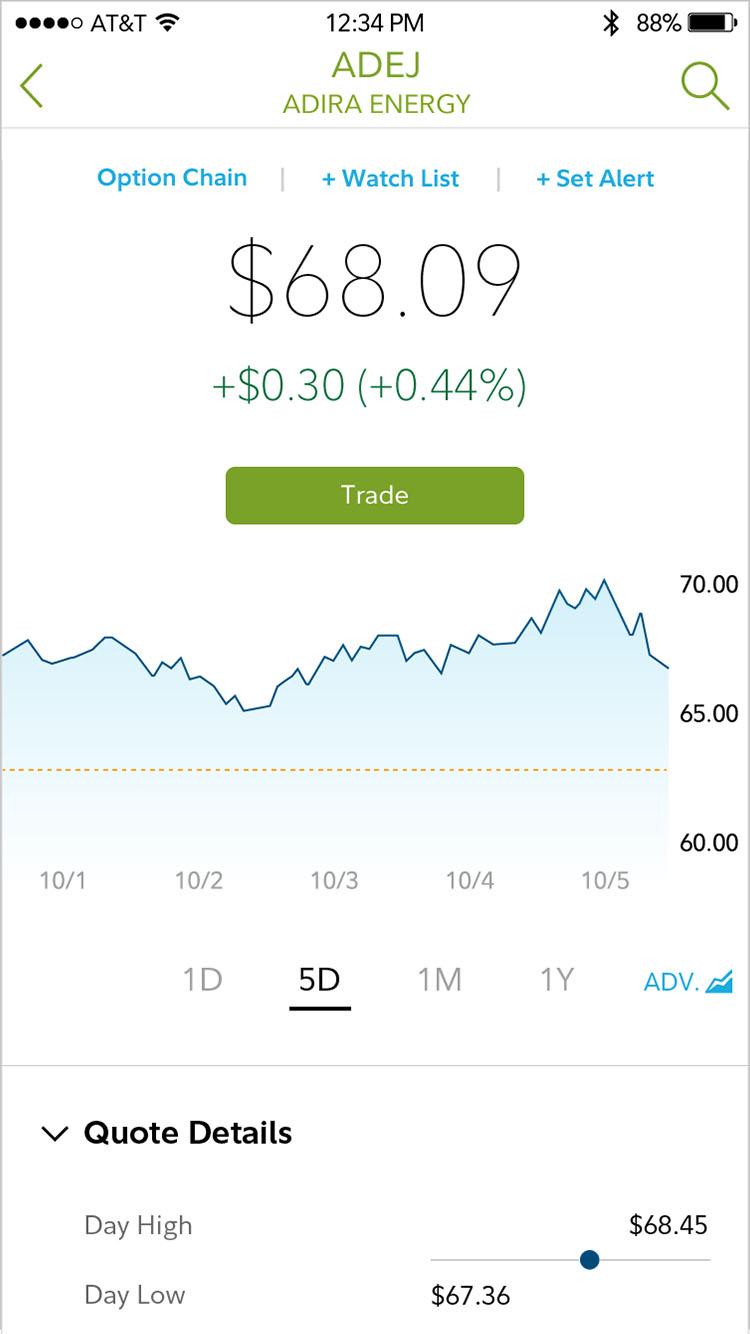 AT&T 12:34 PM 88%
ADEJ
ADIRA ENERGY
Option Chain | + Watch List | + Set Alert
$68.09
+$0.30 (+0.44%)
Trade
70.00
65.00
60.00
10/1 10/2 10/3 10/4 10/5
1D 5D 1M 1Y ADV.
Quote Details
Day High $68.45
Day Low $67.36